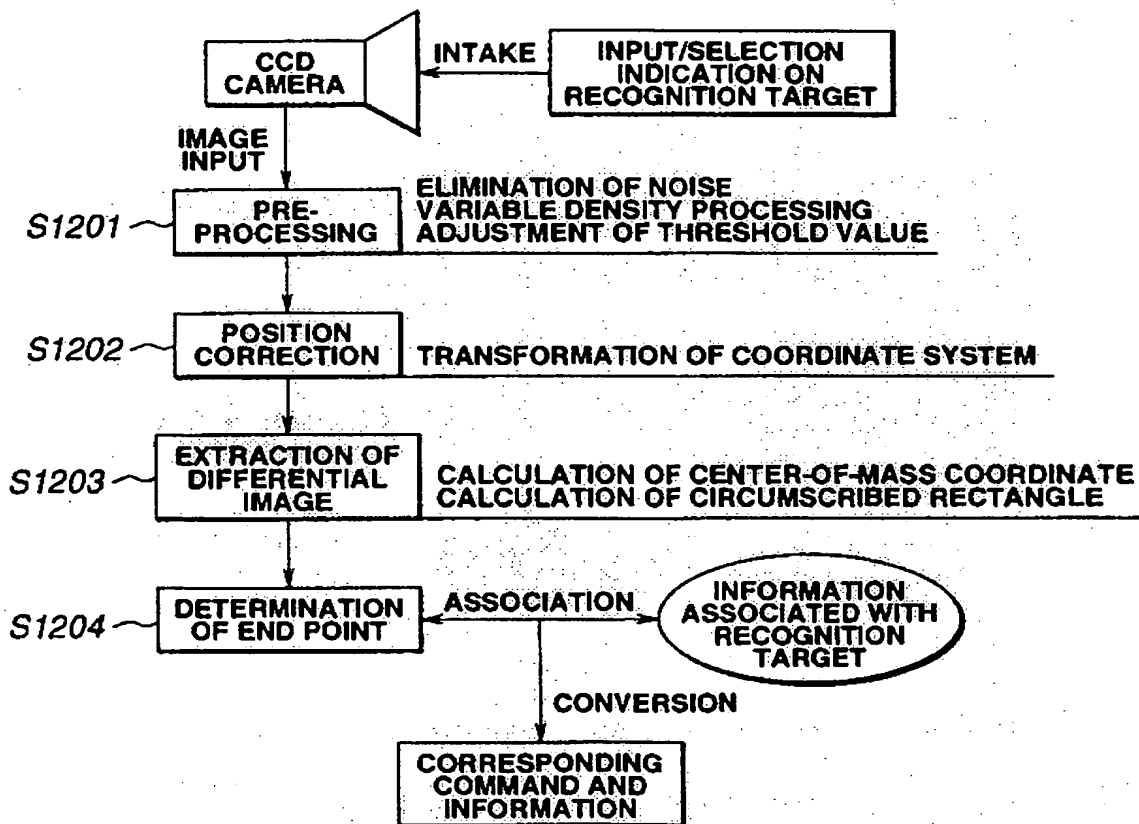 CCD
CAMERA
INTAKE
INPUT/SELECTION
INDICATION ON
RECOGNITION TARGET
IMAGE
INPUT
S1201
PRE-
PROCESSING
ELIMINATION OF NOISE
VARIABLE DENSITY PROCESSING
ADJUSTMENT OF THRESHOLD VALUE
S1202
POSITION
CORRECTION
TRANSFORMATION OF COORDINATE SYSTEM
S1203
EXTRACTION OF
DIFFERENTIAL
IMAGE
CALCULATION OF CENTER-OF-MASS COORDINATE
CALCULATION OF CIRCUMSCRIBED RECTANGLE
S1204
DETERMINATION
OF END POINT
ASSOCIATION
INFORMATION
ASSOCIATED WITH
RECOGNITION
TARGET
CONVERSION
CORRESPONDING
COMMAND AND
INFORMATION